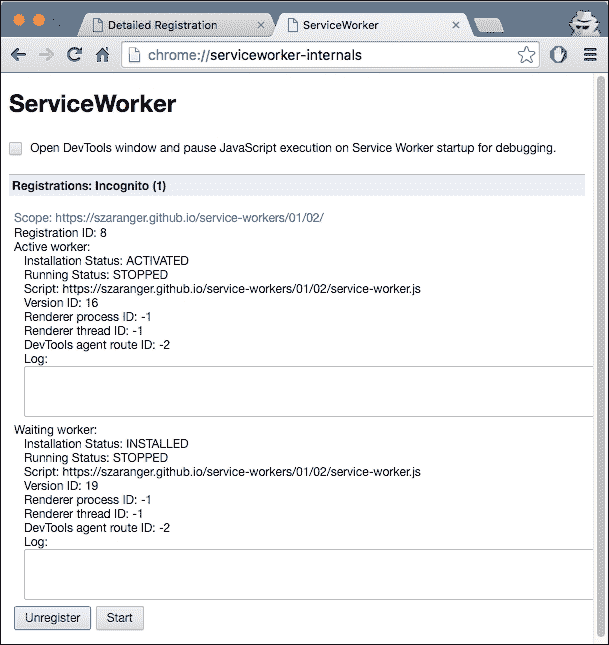 Detailed Registration
ServiceWorker
chrome://serviceworker-internals
ServiceWorker
Open DevTools window and pause JavaScript execution on Service Worker startup for debugging.
Registrations: Incognito (1)
Scope: https://szaranger.github.io/service-workers/01/02/
Registration ID: 8
Active worker:
Installation Status: ACTIVATED
Running Status: STOPPED
Script: https://szaranger.github.io/service-workers/01/02/service-worker.js
Version ID: 16
Renderer process ID: -1
Renderer thread ID: -1
DevTools agent route ID: -2
Log:
Waiting worker:
Installation Status: INSTALLED
Running Status: STOPPED
Script: https://szaranger.github.io/service-workers/01/02/service-worker.js
Version ID: 19
Renderer process ID: -1
Renderer thread ID: -1
DevTools agent route ID: -2
Log:
Unregister Start